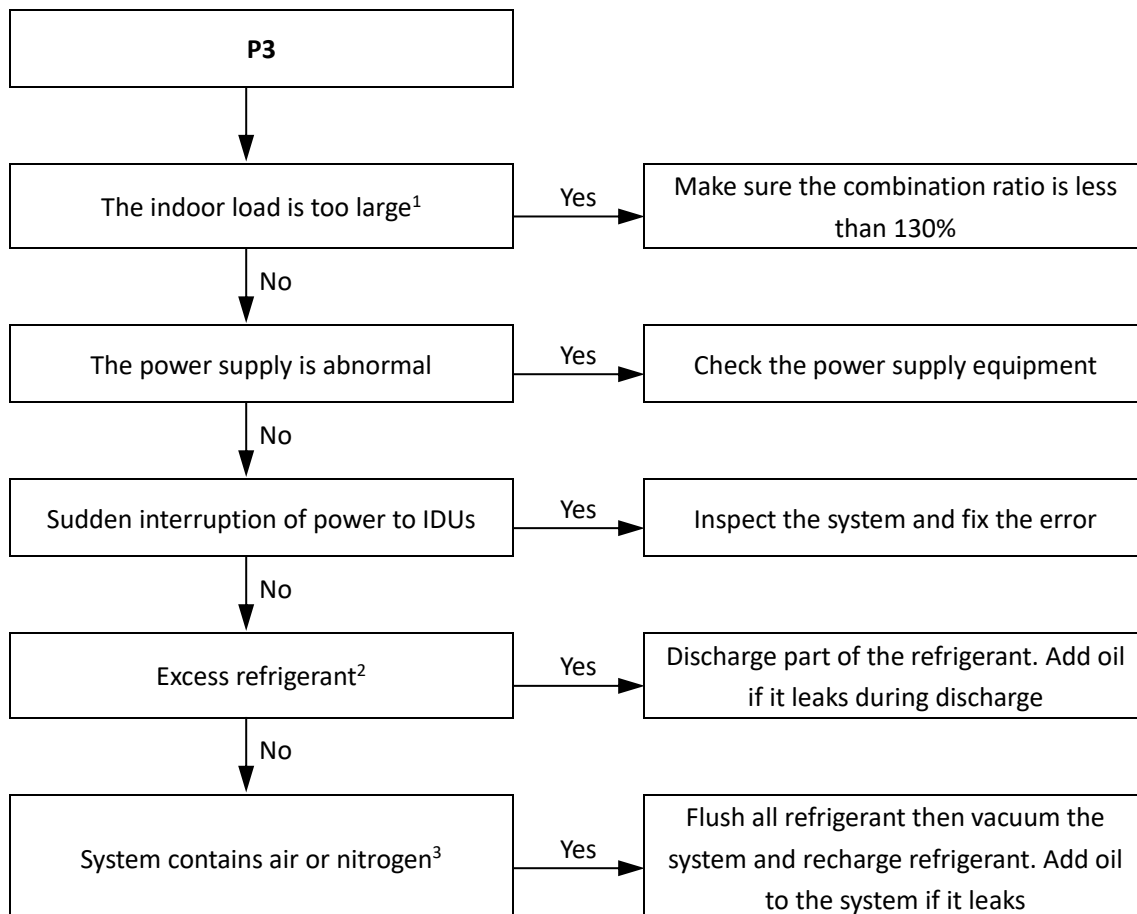 P3
The indoor load is too large¹
Yes
Make sure the combination ratio is less
than 130%
No
The power supply is abnormal
Yes
Check the power supply equipment
No
Sudden interruption of power to IDUs
Yes
Inspect the system and fix the error
No
Excess refrigerant²
Yes
Discharge part of the refrigerant. Add oil
if it leaks during discharge
No
System contains air or nitrogen³
Yes
Flush all refrigerant then vacuum the
system and recharge refrigerant. Add oil
to the system if it leaks